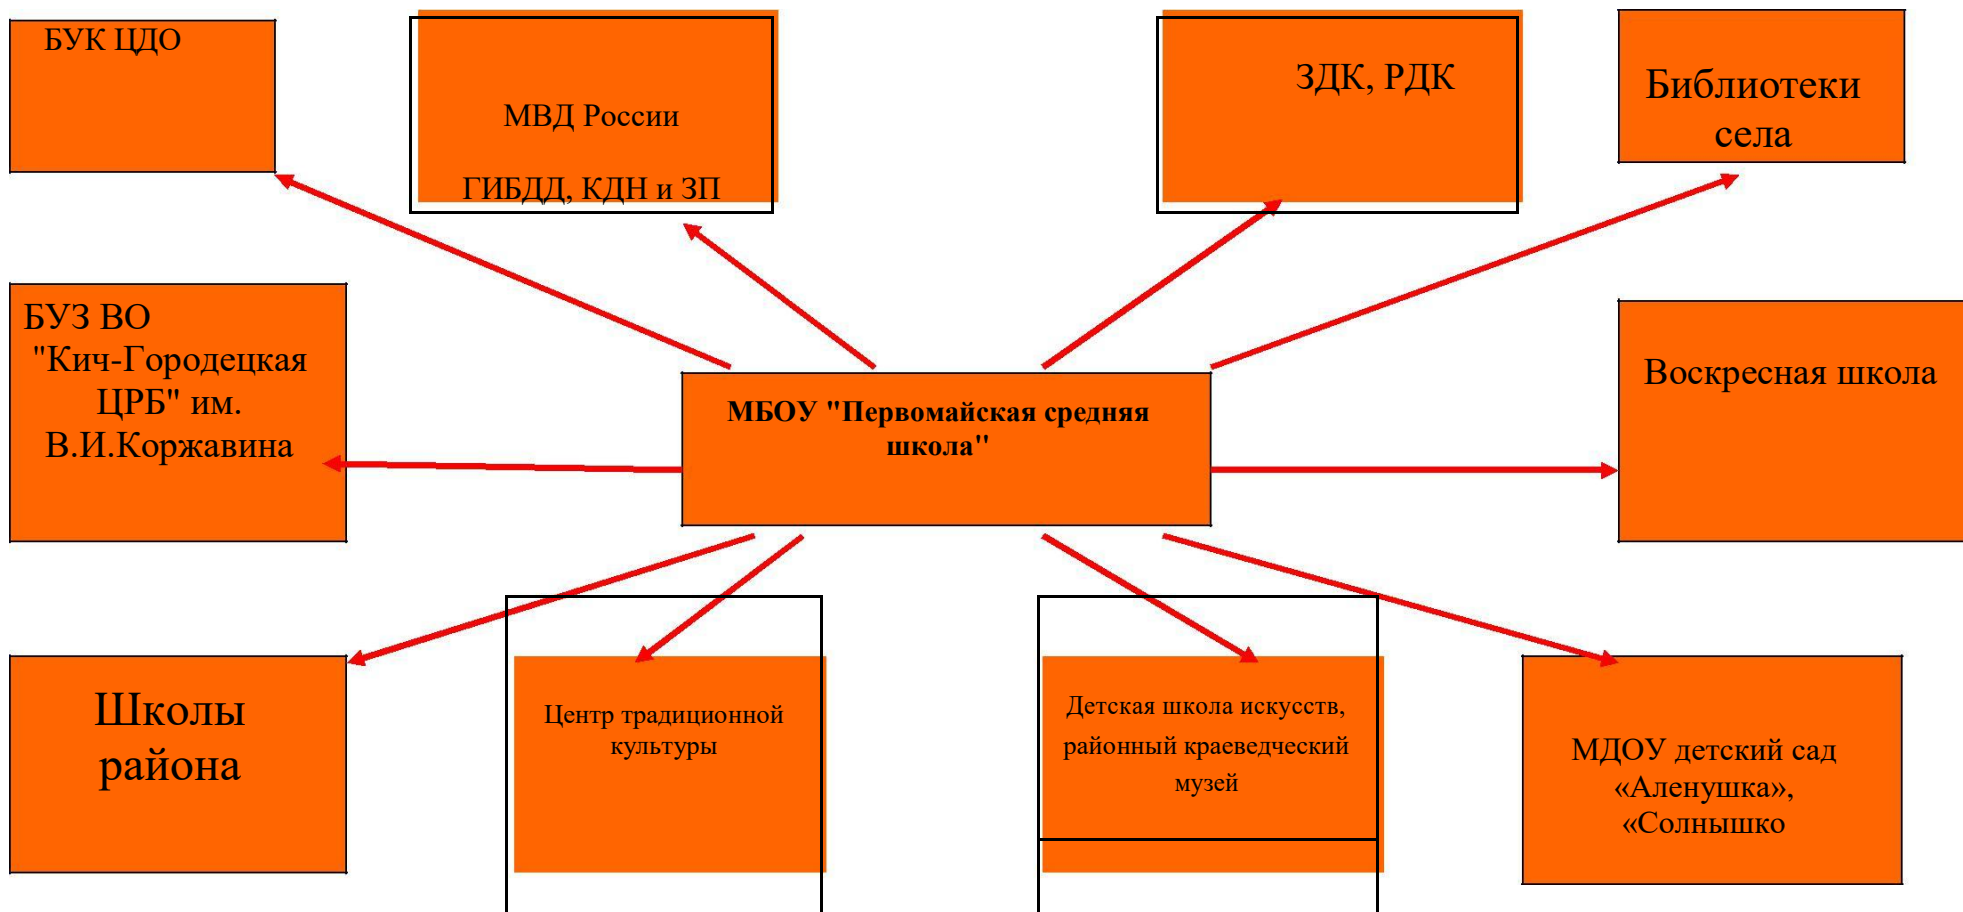 БУК ЦДО
МВД России
ГИБДД, КДН и ЗП
ЗДК, РДК
Библиотеки
села
БУЗ ВО
"Кич-Городецкая
ЦРБ" им.
В.И.Коржавина
МБОУ "Первомайская средняя
школа"
Воскресная школа
Школы
района
Центр традиционной
культуры
Детская школа искусств,
районный краеведческий
музей
МДОУ детский сад
«Аленушка»,
«Солнышко